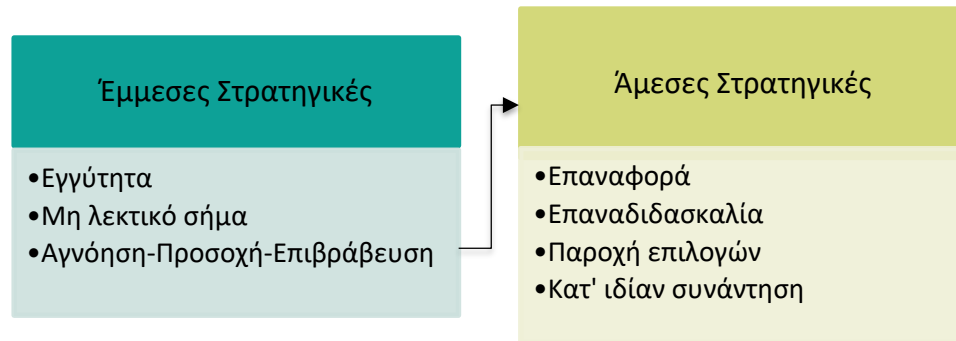 Έμμεσες Στρατηγικές
•Εγγύτητα
•Μη λεκτικό σήμα
•Αγνόηση-Προσοχή-Επιβράβευση
Άμεσες Στρατηγικές
•Επαναφορά
•Επαναδιδασκαλία
•Παροχή επιλογών
•Κατ' ιδίαν συνάντηση